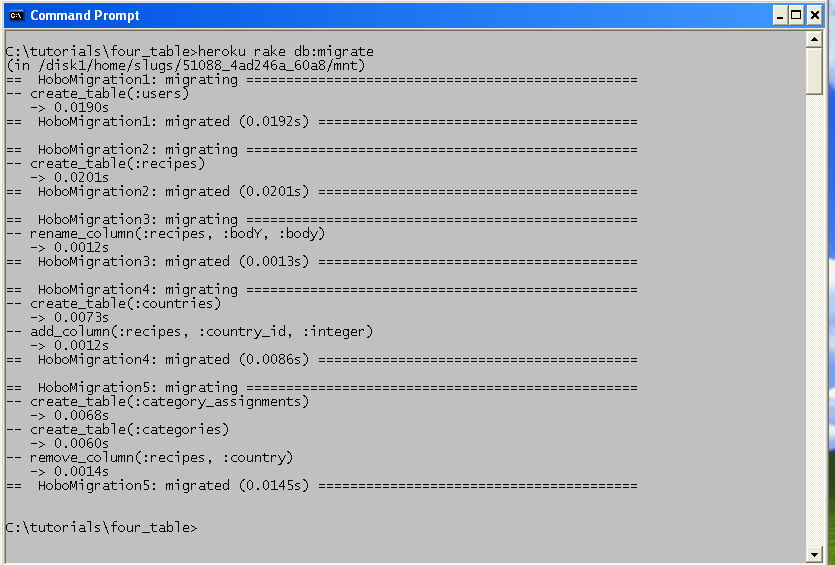 Command Prompt
C:\tutorials\four_table>heroku rake db:migrate
(in /disk1/home/slugs/51088_4ad246a_60a8/mnt)
==  HoboMigration1: migrating ==================================================
-- create_table(:users)
   -> 0.0190s
==  HoboMigration1: migrated (0.0192s) =========================================

==  HoboMigration2: migrating ==================================================
-- create_table(:recipes)
   -> 0.0201s
==  HoboMigration2: migrated (0.0201s) =========================================

==  HoboMigration3: migrating ==================================================
-- rename_column(:recipes, :bodY, :body)
   -> 0.0012s
==  HoboMigration3: migrated (0.0013s) =========================================

==  HoboMigration4: migrating ==================================================
-- create_table(:countries)
   -> 0.0073s
-- add_column(:recipes, :country_id, :integer)
   -> 0.0012s
==  HoboMigration4: migrated (0.0086s) =========================================

==  HoboMigration5: migrating ==================================================
-- create_table(:category_assignments)
   -> 0.0068s
-- create_table(:categories)
   -> 0.0060s
-- remove_column(:recipes, :country)
   -> 0.0014s
==  HoboMigration5: migrated (0.0145s) =========================================

C:\tutorials\four_table>